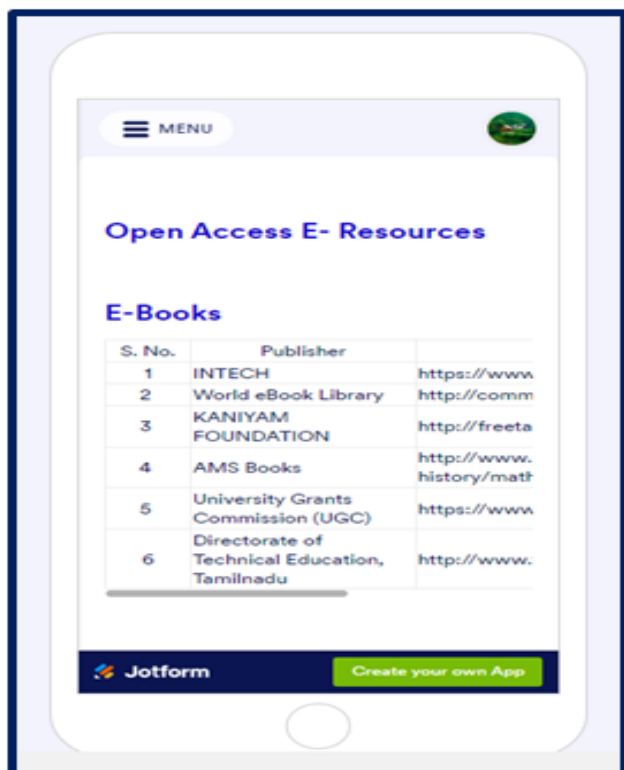 MENU
Open Access E- Resources
E-Books
S. No. Publisher
1 INTECH https://www
2 World eBook Library http://comm
3 KANIYAM
FOUNDATION http://freeta
4 AMS Books http://www.
history/math
5 University Grants
Commission (UGC) https://www
6 Directorate of
Technical Education,
Tamilnadu http://www.
Jotform Create your own App